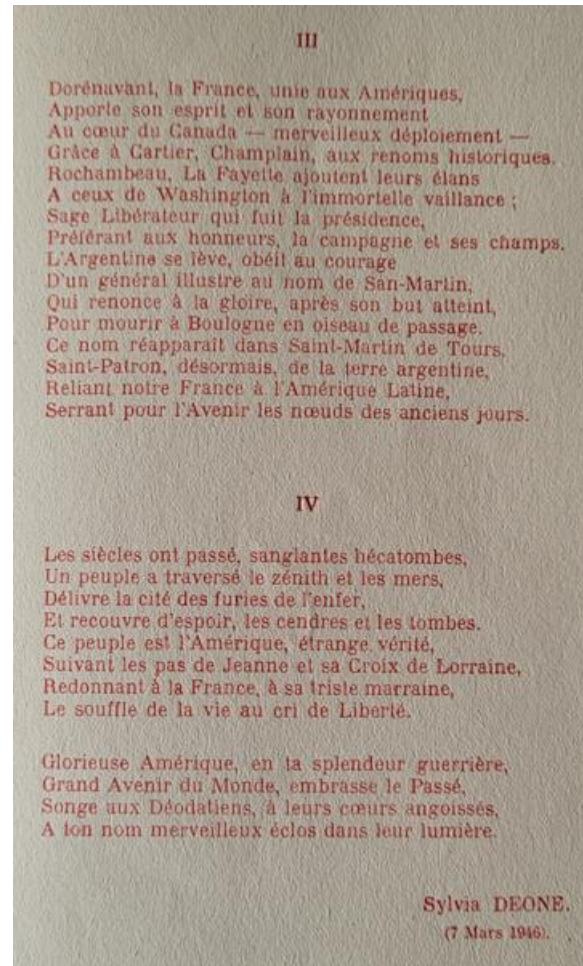 III
Dorénavant, la France, unie aux Amériques,
Apporte son esprit et son rayonnement
Au cœur du Canada — merveilleux déploiement —
Grâce à Cartier, Champlain, aux renoms historiques.
Rochambeau, La Fayette ajoutent leurs élans
A ceux de Washington à l'immortelle vaillance ;
Sage Libérateur qui fuit la présidence,
Préférant aux honneurs, la campagne et ses champs.
L'Argentine se lève, obéit au courage
D'un général illustre au nom de San-Martin,
Qui renonce à la gloire, après son but atteint,
Pour mourir à Boulogne en oiseau de passage.
Ce nom réapparaît dans Saint-Martin de Tours,
Saint-Patron, désormais, de la terre argentine,
Reliant notre France à l'Amérique Latine,
Serrant pour l'Avenir les nœuds des anciens jours.
IV
Les siècles ont passé, sanglantes hécatombes,
Un peuple a traversé le zénith et les mers,
Délivre la cité des furies de l'enfer,
Et recouvre d'espoir, les cendres et les tombes.
Ce peuple est l'Amérique, étrange vérité,
Suivant les pas de Jeanne et sa Croix de Lorraine,
Redonnant à la France, à sa triste marraine,
Le souffle de la vie au cri de Liberté.
Glorieuse Amérique, en ta splendeur guerrière,
Grand Avenir du Monde, embrasse le Passé,
Songe aux Déodatiens, à leurs cœurs angoissés,
A ton nom merveilleux éclos dans leur lumière.
Sylvia DEONE.
(7 Mars 1946).